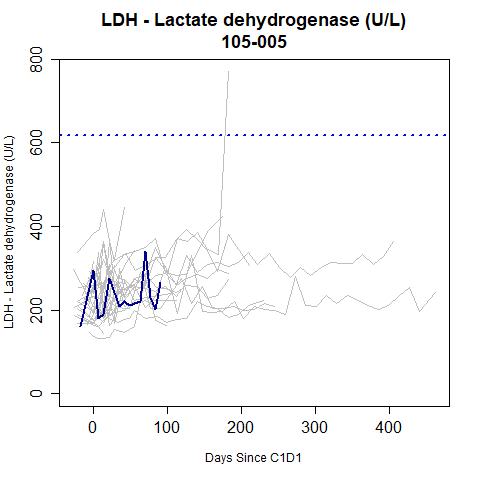 LDH - Lactate dehydrogenase (U/L)
105-005
LDH - Lactate dehydrogenase (U/L)
800
600
400
200
0
0 100 200 300 400
Days Since C1D1